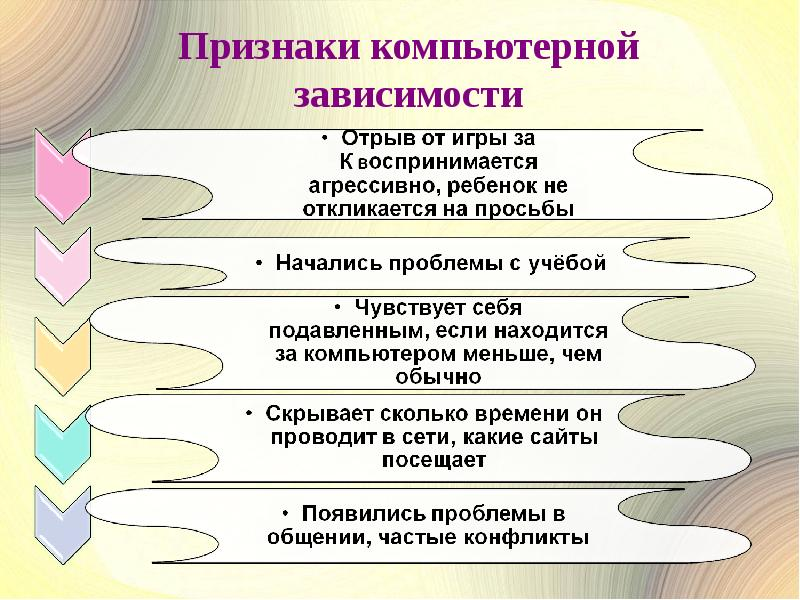 Признаки компьютерной
зависимости
• Отрыв от игры за
К воспринимается
агрессивно, ребенок не
откликается на просьбы
• Начались проблемы с учёбой
• Чувствует себя
подавленным, если находится
за компьютером меньше, чем
обычно
• Скрывает сколько времени он
проводит в сети, какие сайты
посещает
• Появились проблемы в
общении, частые конфликты